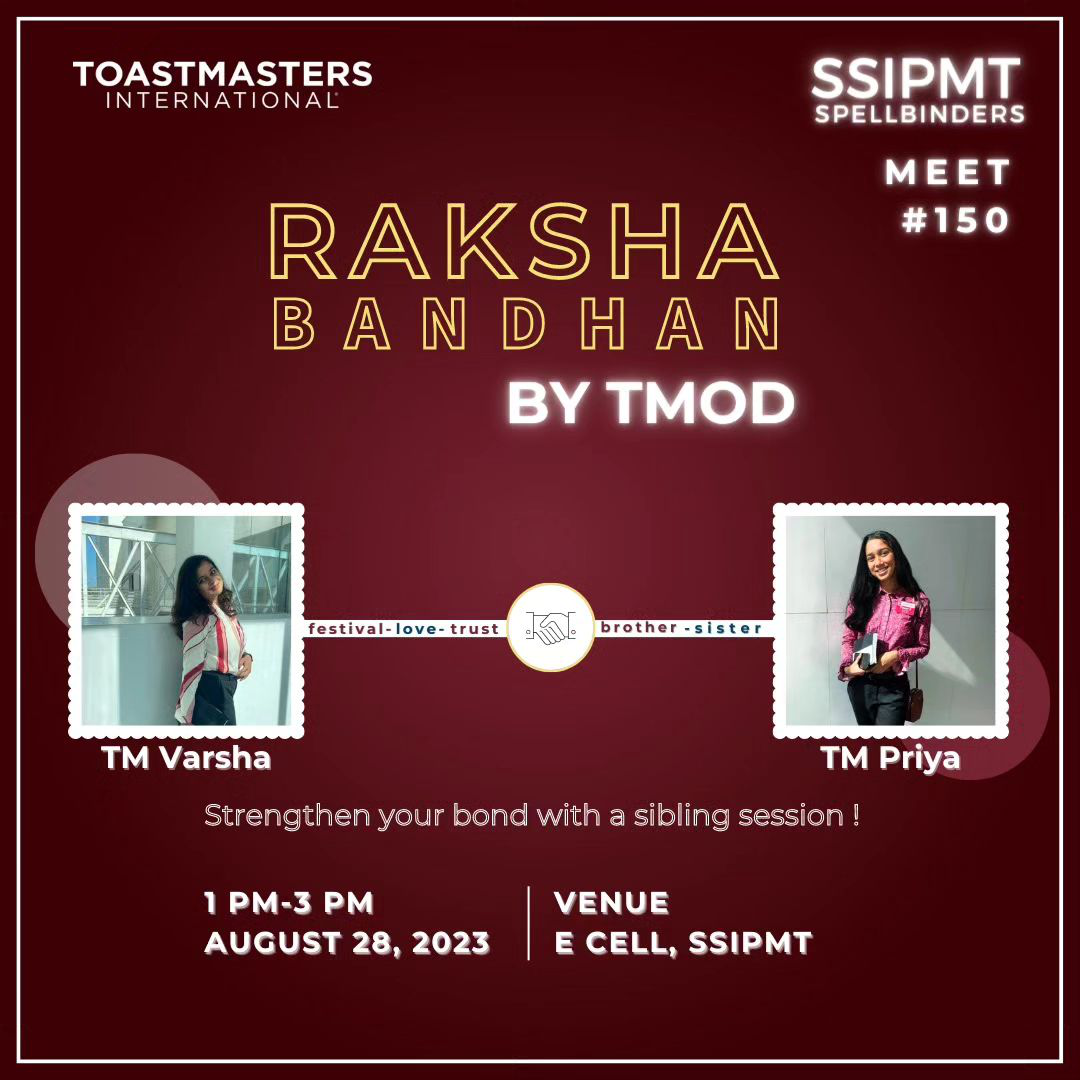 TOASTMASTERS
INTERNATIONAL
SSIPMT
SPELLBINDERS
MEET
#150
RAKSHA
BANDHAN
BY TMOD
festival-love-trust
brother-sister
TM Varsha
TM Priya
Strengthen your bond with a sibling session !
1 PM-3 PM
AUGUST 28, 2023
VENUE
E CELL, SSIPMT